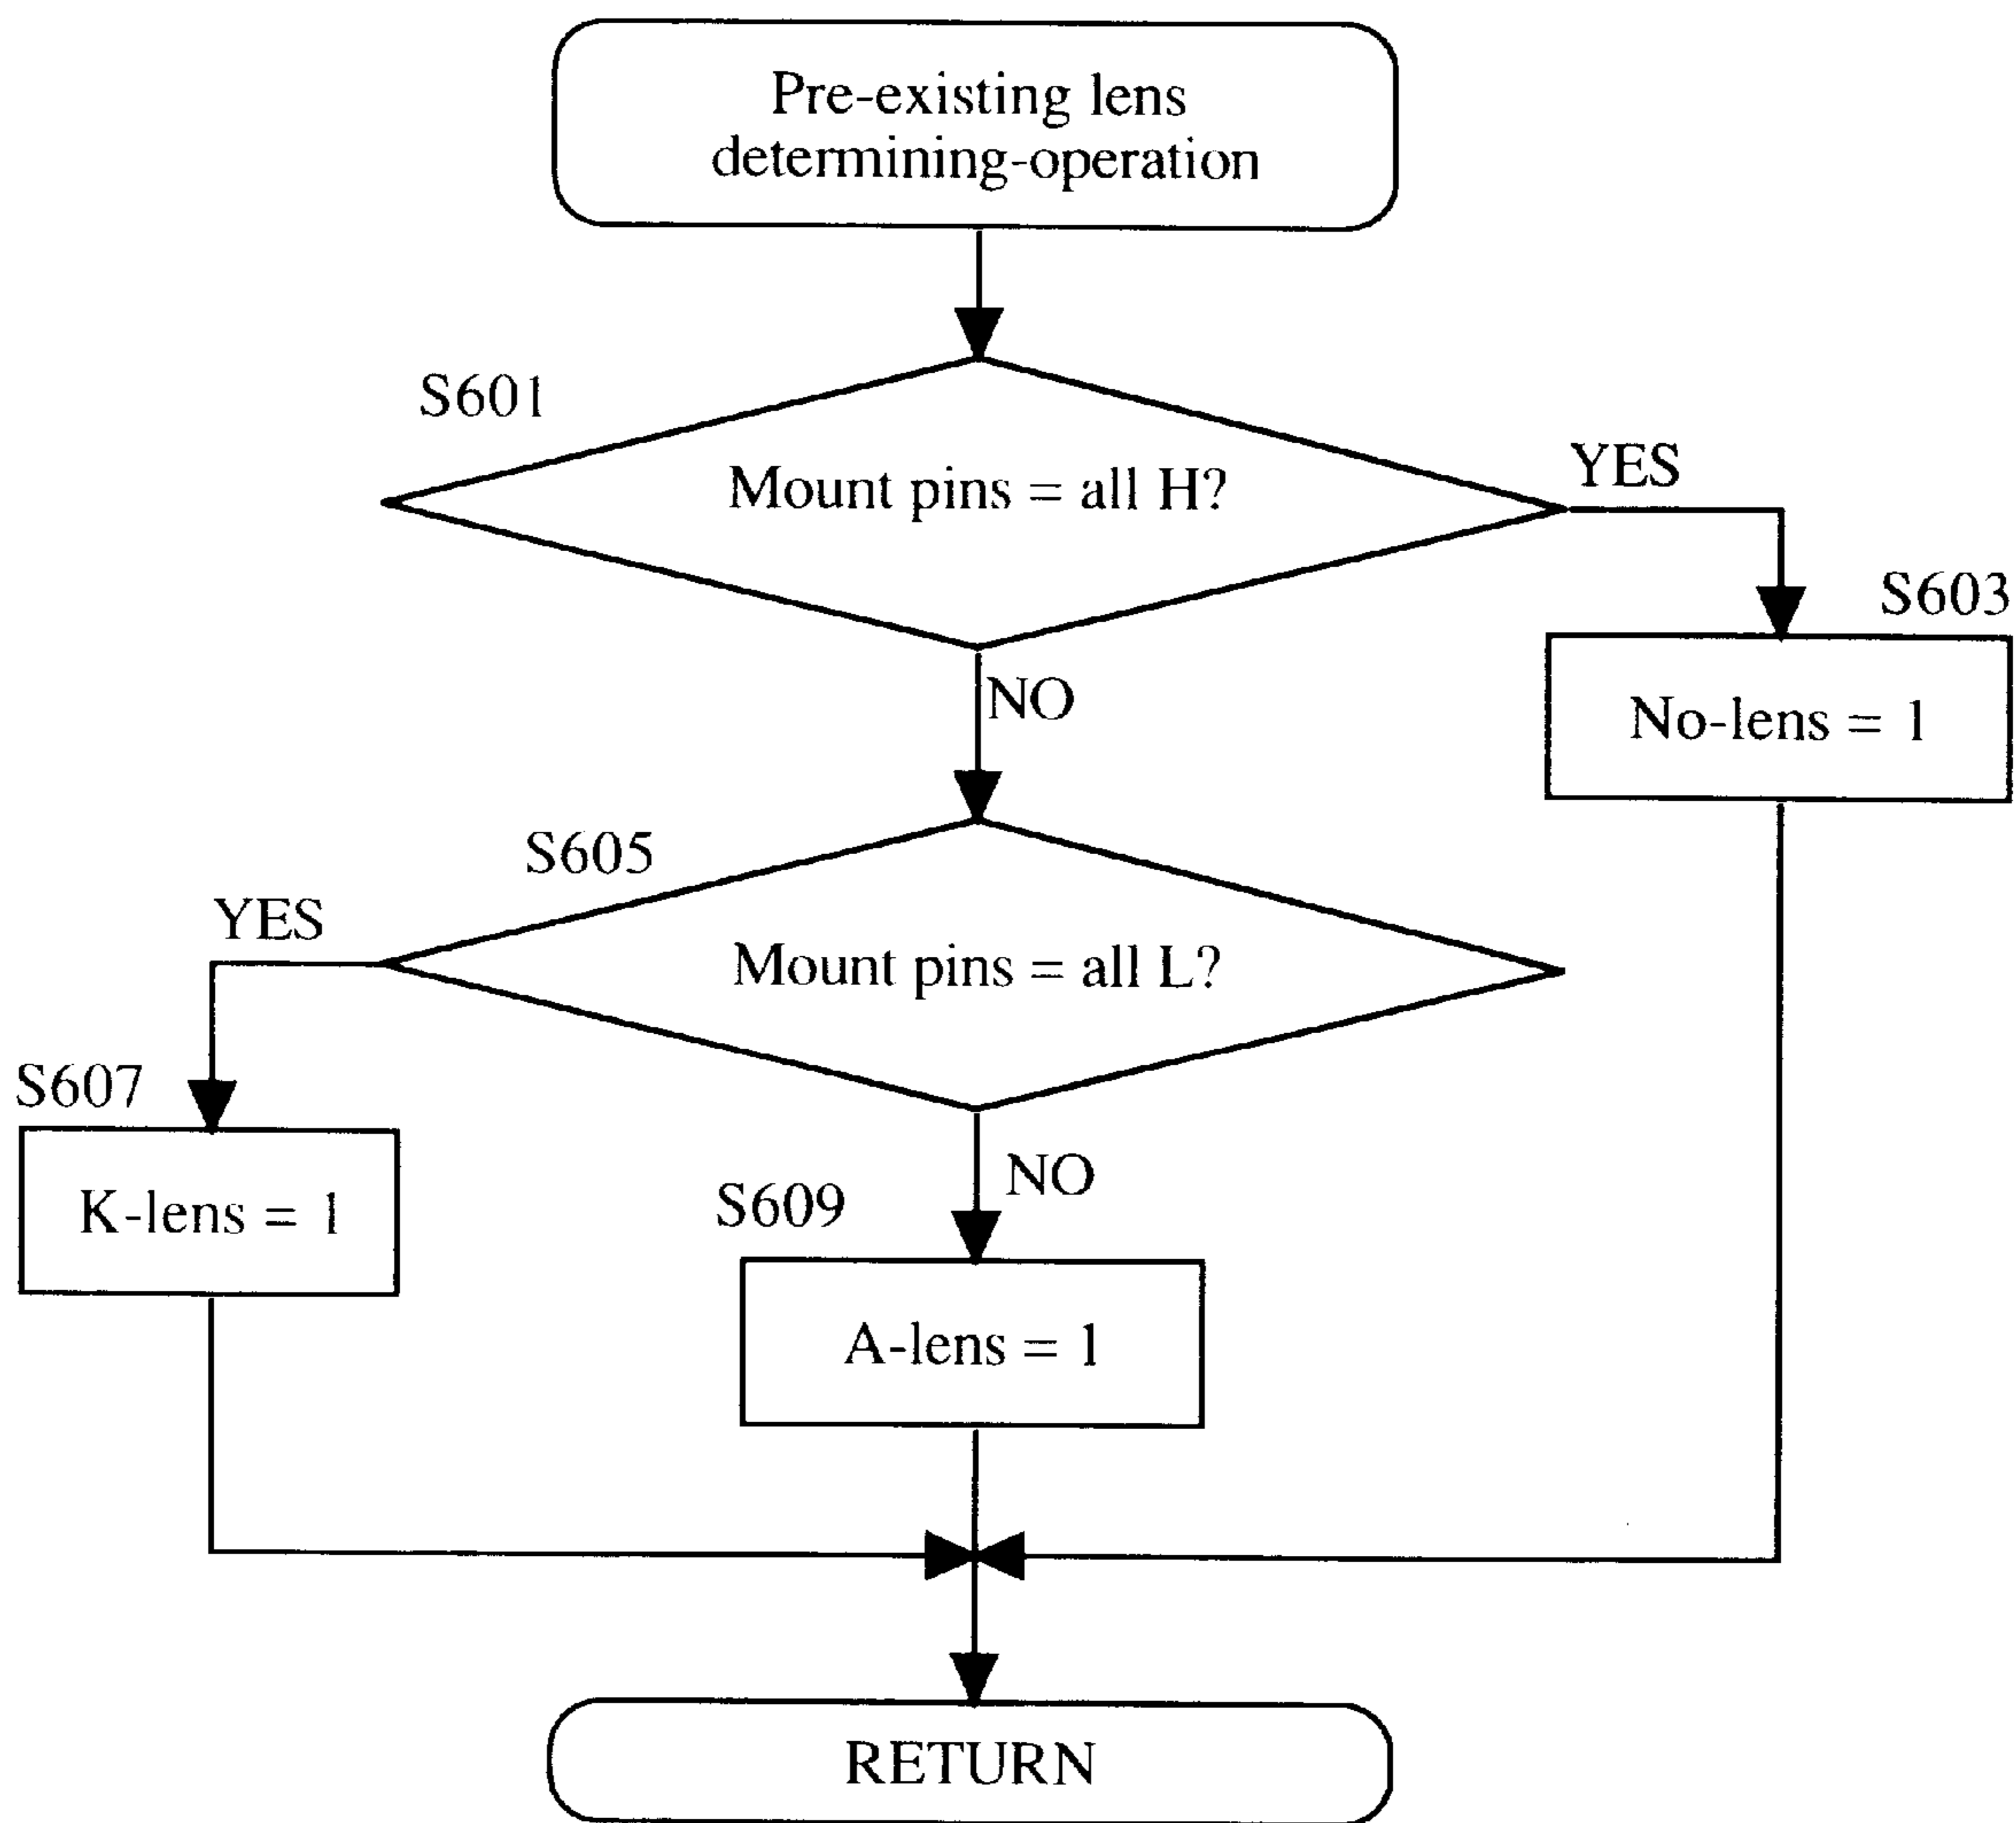 Pre-existing lens
determining-operation
S601
Mount pins = all H?
YES
S603
No-lens = 1
NO
S605
YES
Mount pins = all L?
S607
K-lens = 1
NO
S609
A-lens = 1
RETURN